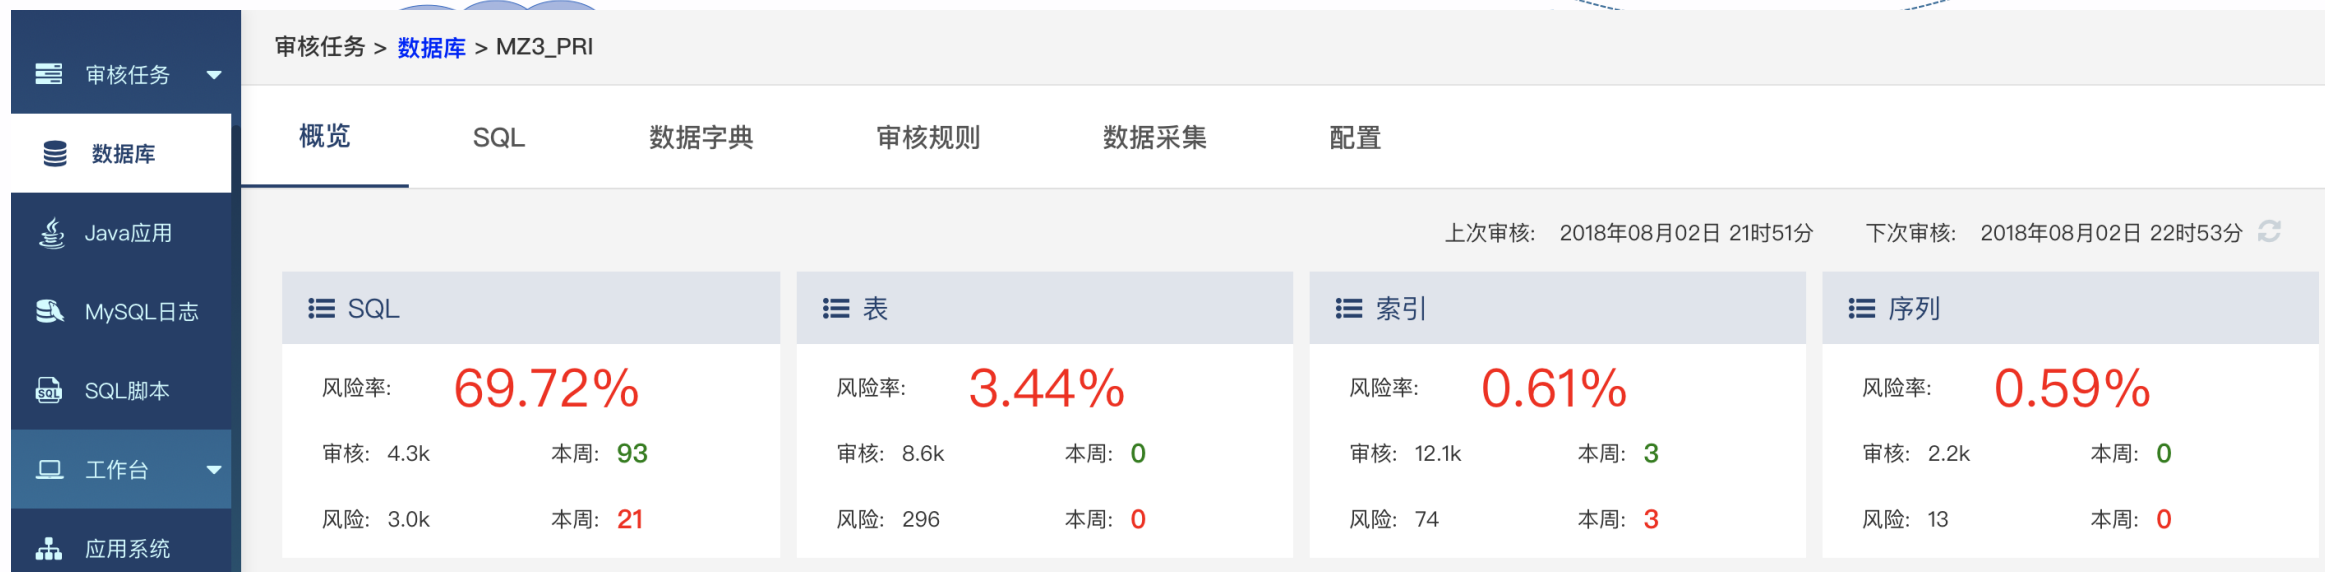 审核任务 > 数据库 > MZ3_PRI
审核任务
数据库
Java应用
MySQL日志
SQL脚本
工作台
应用系统
概览 SQL 数据字典 审核规则 数据采集 配置
上次审核: 2018年08月02日 21时51分 下次审核: 2018年08月02日 22时53分
SQL
风险率: 69.72%
审核: 4.3k 本周: 93
风险: 3.0k 本周: 21
表
风险率: 3.44%
审核: 8.6k 本周: 0
风险: 296 本周: 0
索引
风险率: 0.61%
审核: 12.1k 本周: 3
风险: 74 本周: 3
序列
风险率: 0.59%
审核: 2.2k 本周: 0
风险: 13 本周: 0